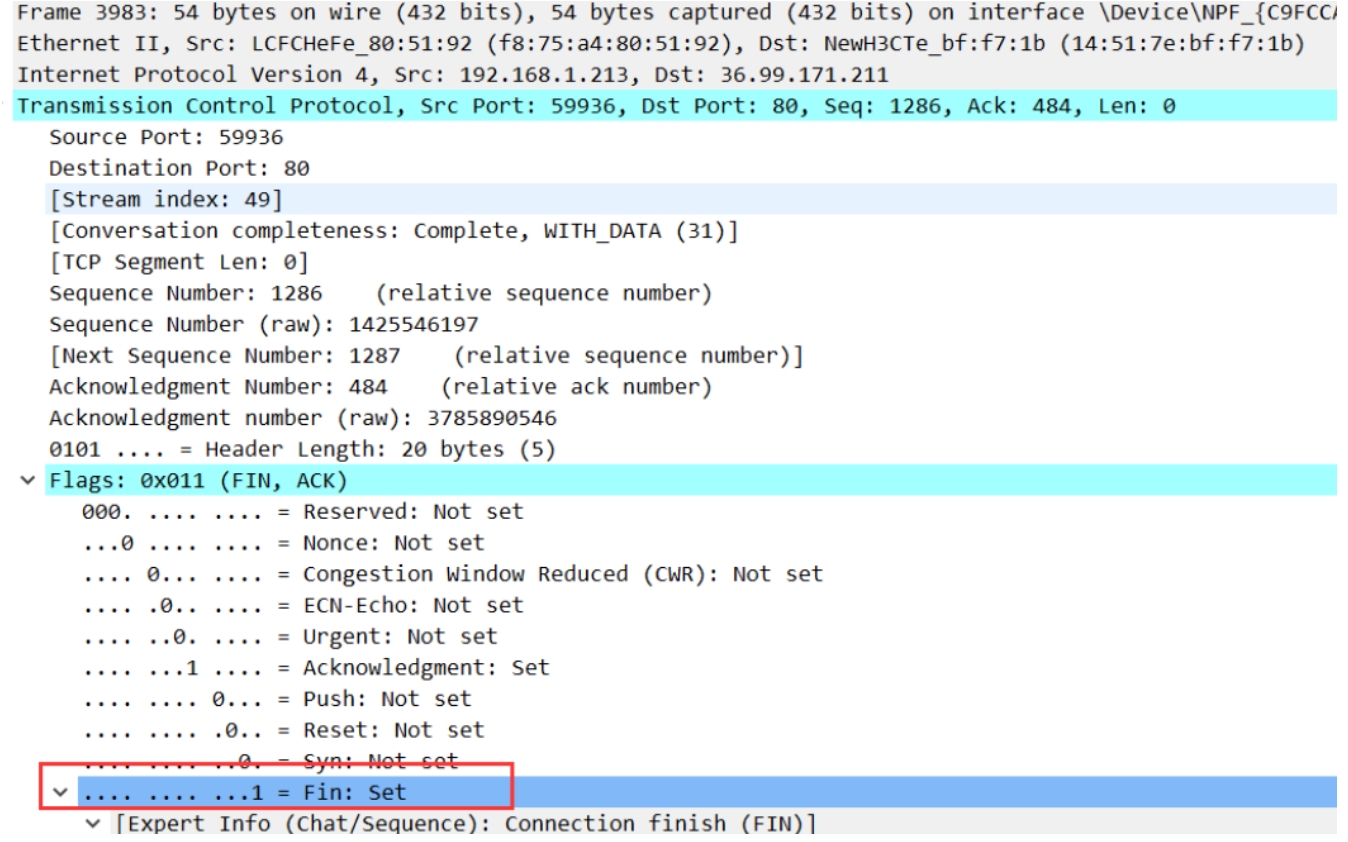 Frame 3983: 54 bytes on wire (432 bits), 54 bytes captured (432 bits) on interface \Device\NPF_{C9FCCA
Ethernet II, Src: LCFCHeFe_80:51:92 (f8:75:a4:80:51:92), Dst: NewH3CTe_bf:f7:1b (14:51:7e:bf:f7:1b)
Internet Protocol Version 4, Src: 192.168.1.213, Dst: 36.99.171.211
Transmission Control Protocol, Src Port: 59936, Dst Port: 80, Seq: 1286, Ack: 484, Len: 0
Source Port: 59936
Destination Port: 80
[Stream index: 49]
[Conversation completeness: Complete, WITH_DATA (31)]
[TCP Segment Len: 0]
Sequence Number: 1286    (relative sequence number)
Sequence Number (raw): 1425546197
[Next Sequence Number: 1287    (relative sequence number)]
Acknowledgment Number: 484    (relative ack number)
Acknowledgment number (raw): 3785890546
0101 .... = Header Length: 20 bytes (5)
Flags: 0x011 (FIN, ACK)
000. .... .... = Reserved: Not set
...0 .... .... = Nonce: Not set
.... 0... .... = Congestion Window Reduced (CWR): Not set
.... .0.. .... = ECN-Echo: Not set
.... ..0. .... = Urgent: Not set
.... ...1 .... = Acknowledgment: Set
.... .... 0... = Push: Not set
.... .... .0.. = Reset: Not set
.... .... ..0. = Syn: Not set
.... .... ...1 = Fin: Set
[Expert Info (Chat/Sequence): Connection finish (FIN)]